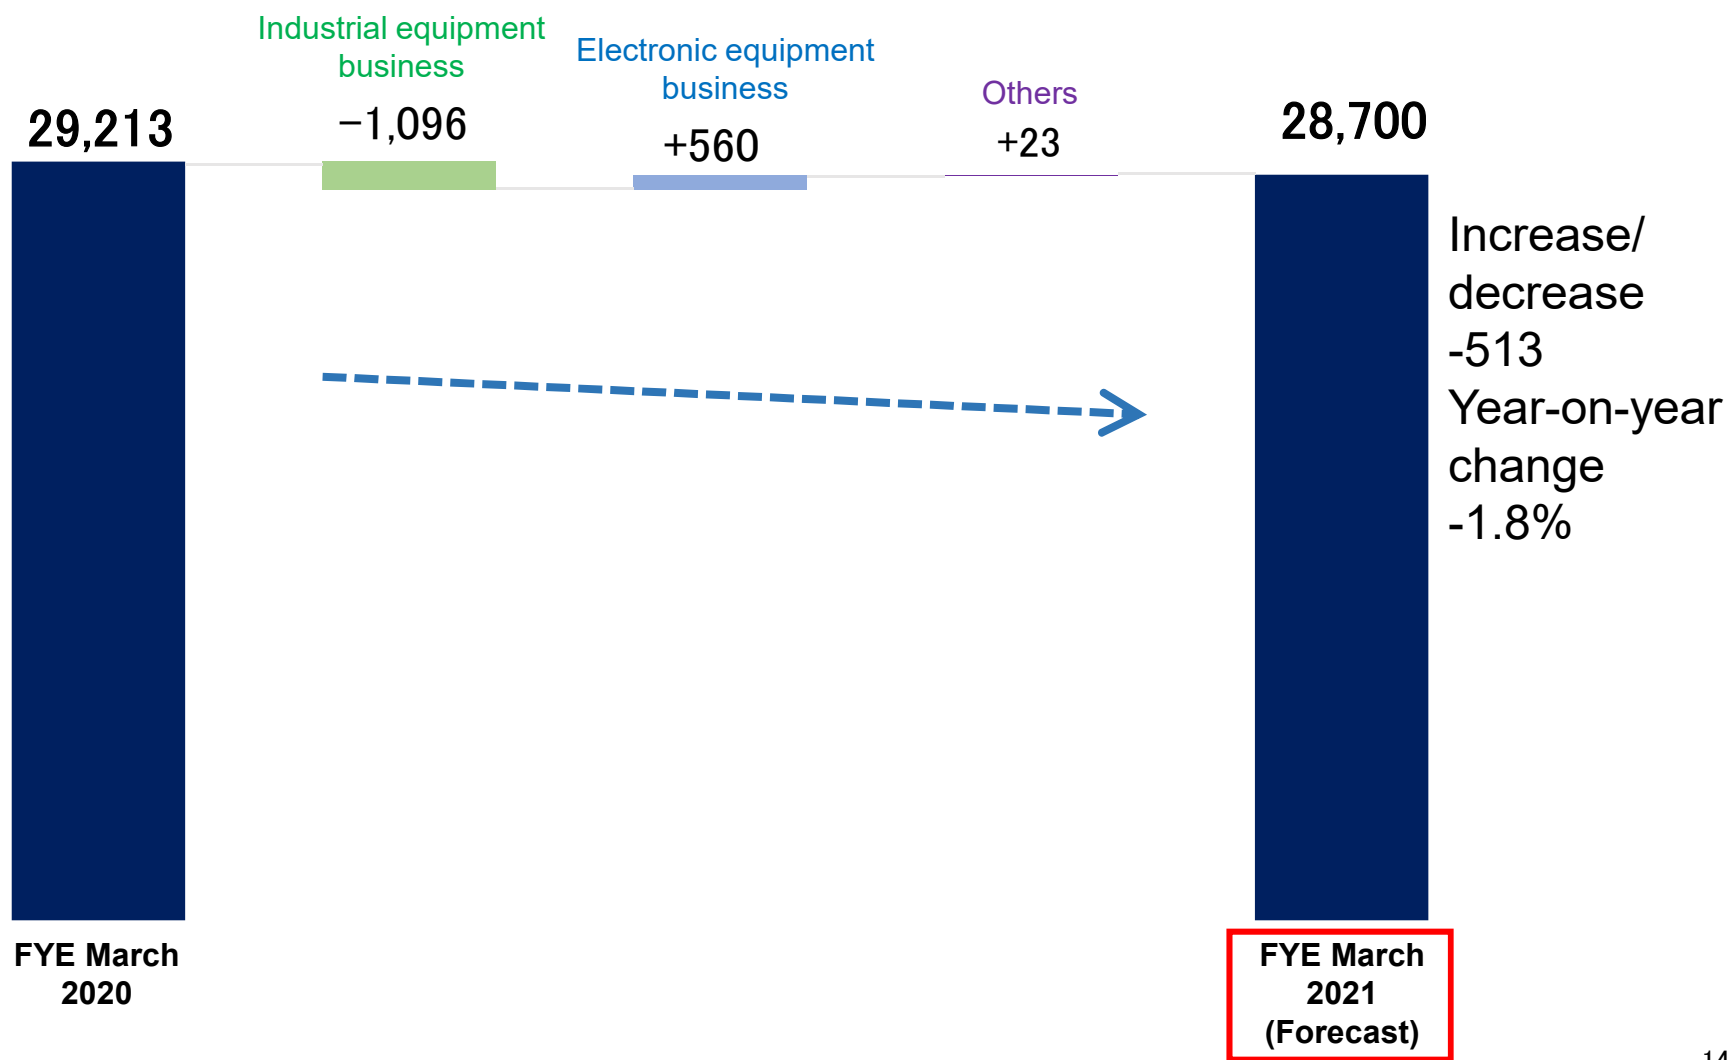 Industrial equipment
business
Electronic equipment
business
Others
29,213
−1,096
+560
+23
28,700
Increase/
decrease
-513
Year-on-year
change
-1.8%
FYE March
2020
FYE March
2021
(Forecast)
14